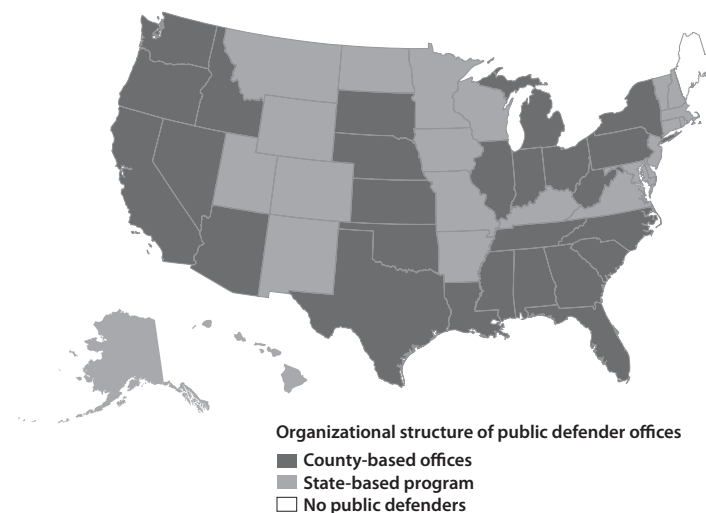 Organizational structure of public defender offices
County-based offices
State-based program
No public defenders